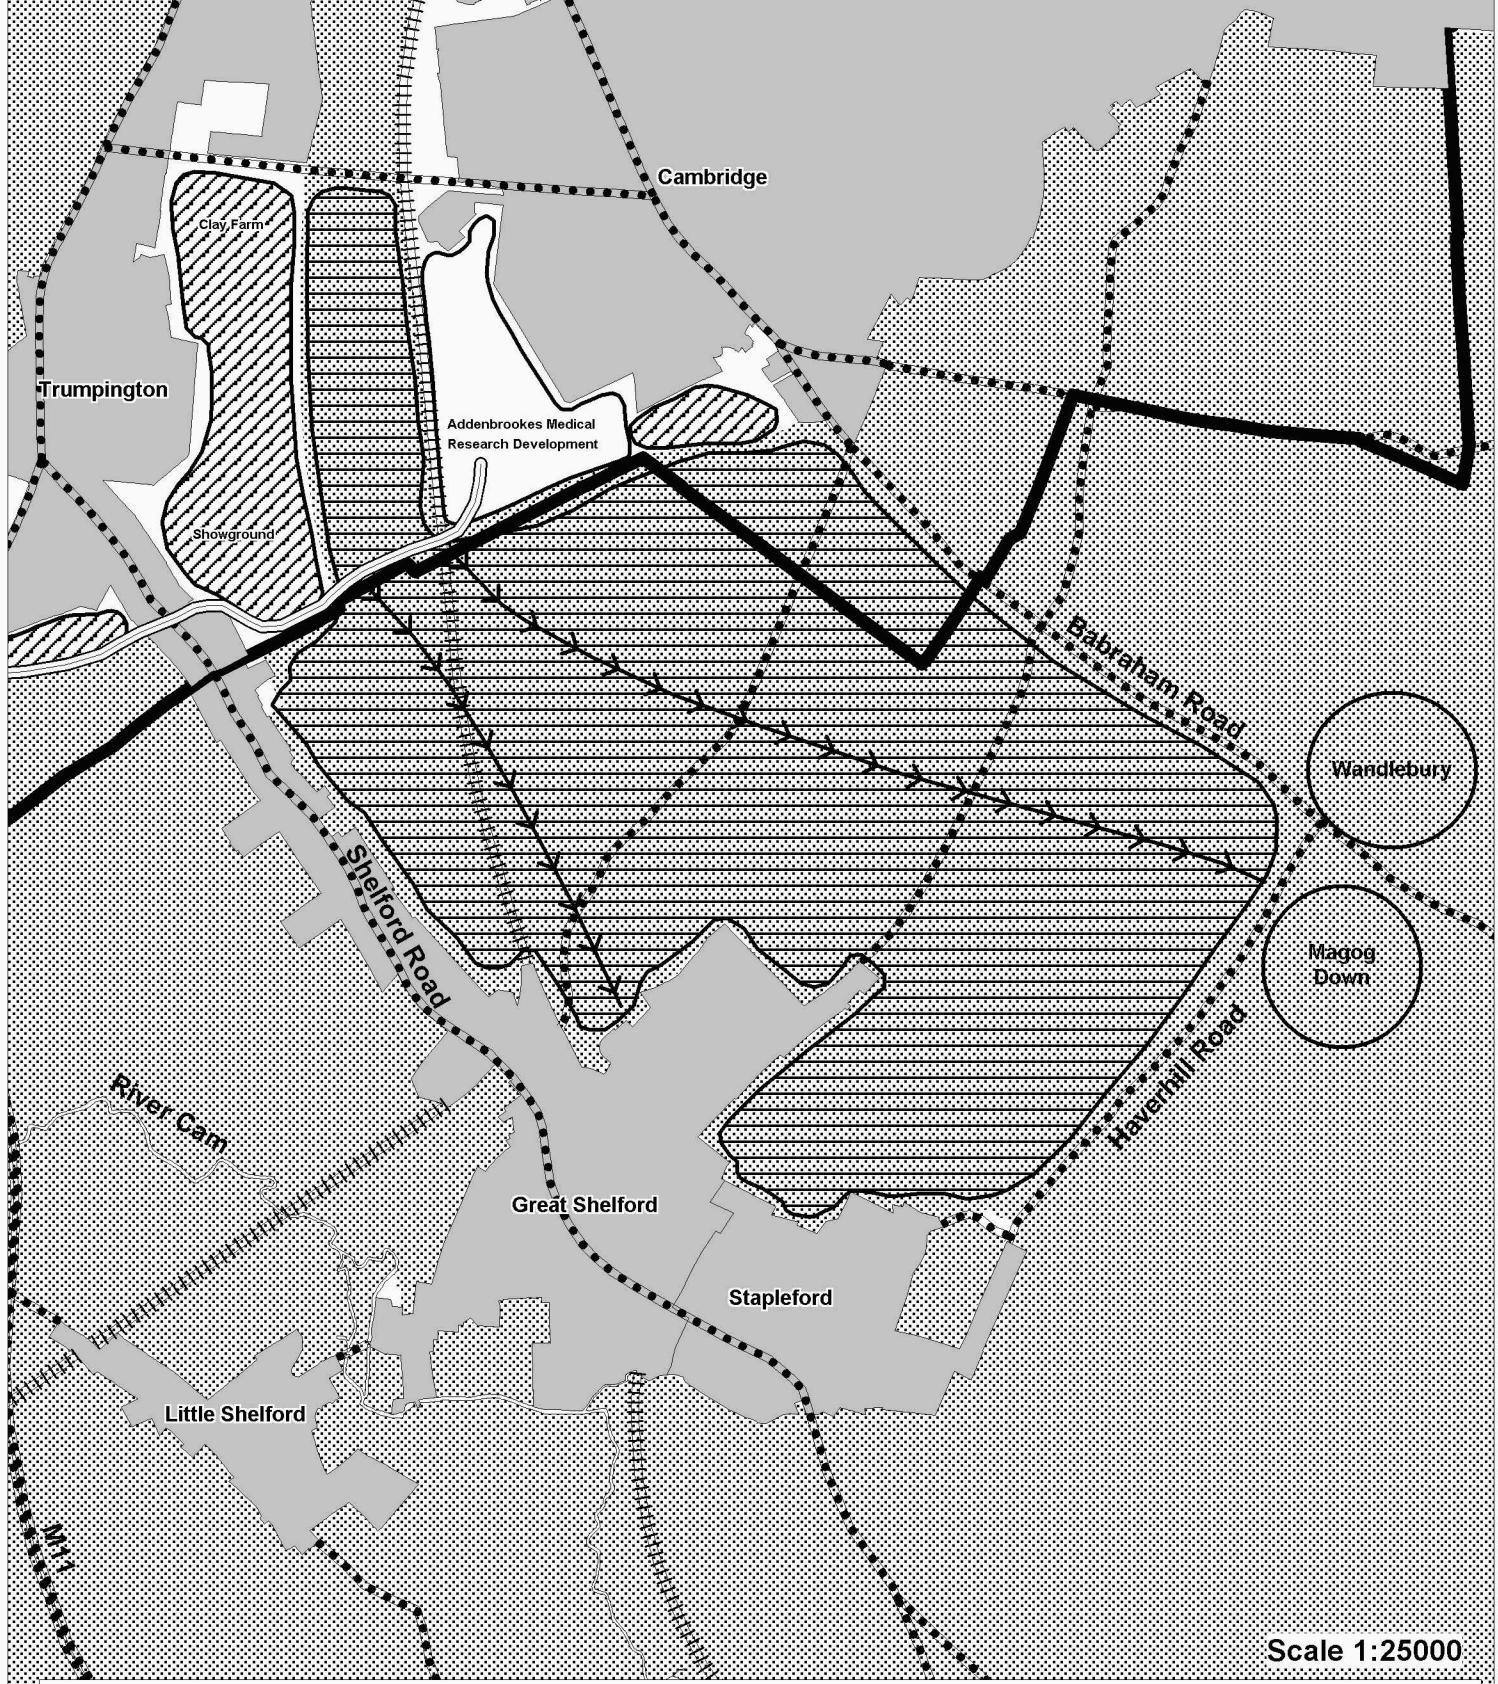 Cambridge
Clay Farm
Trumpington
Addenbrookes Medical
Research Development
Showground
Babraham Road
Wandlebury
Shelford Road
Magog
Down
Haverhill Road
River Cam
Great Shelford
Stapleford
Little Shelford
M11
Scale 1:25000